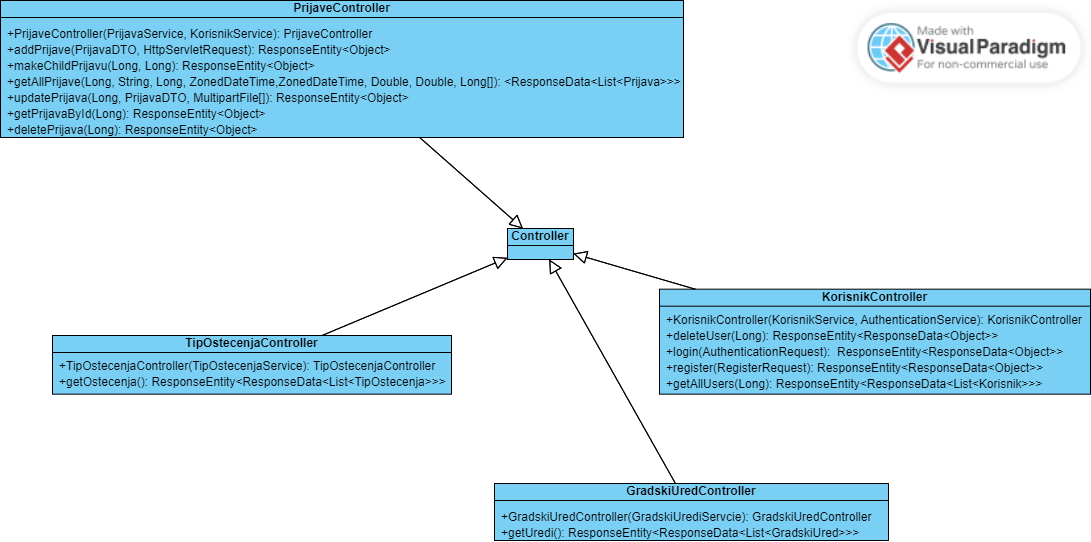 PrijaveController
+PrijaveController(PrijavaService, KorisnikService): PrijaveController
+addPrijave(PrijavaDTO, HttpServletRequest): ResponseEntity<Object>
+makeChildPrijavu(Long, Long): ResponseEntity<Object>
+getAllPrijave(Long, String, Long, ZonedDateTime,ZonedDateTime, Double, Double, Long[]): <ResponseData<List<Prijava>>>
+updatePrijava(Long, PrijavaDTO, MultipartFile[]): ResponseEntity<Object>
+getPrijavaById(Long): ResponseEntity<Object>
+deletePrijava(Long): ResponseEntity<Object>
Made with
Visual Paradigm
For non-commercial use
Controller
KorisnikController
+KorisnikController(KorisnikService, AuthenticationService): KorisnikController
+deleteUser(Long): ResponseEntity<ResponseData<Object>>
+login(AuthenticationRequest):  ResponseEntity<ResponseData<Object>>
+register(RegisterRequest): ResponseEntity<ResponseData<Object>>
+getAllUsers(Long): ResponseEntity<ResponseData<List<Korisnik>>>
TipOstecenjaController
+TipOstecenjaController(TipOstecenjaService): TipOstecenjaController
+getOstecenja(): ResponseEntity<ResponseData<List<TipOstecenja>>>
GradskiUredController
+GradskiUredController(GradskiUrediServcie): GradskiUredController
+getUredi(): ResponseEntity<ResponseData<List<GradskiUred>>>